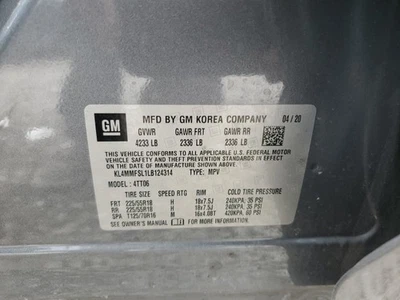 GM
MFD BY GM KOREA COMPANY 04 / 20
GVWR GAWR FRT GAWR RR
4233 LB 2336 LB 2336 LB
THIS VEHICLE CONFORMS TO ALL APPLICABLE U.S. FEDERAL MOTOR
VEHICLE SAFETY, BUMPER, AND THEFT PREVENTION STANDARDS IN
EFFECT ON THE DATE OF MANUFACTURE SHOWN ABOVE.
KL4MMFSL1LB124314 TYPE: MPV
MODEL: 4TT06
TIRE SIZE SPEED RTG RIM COLD TIRE PRESSURE
FRT 225/55R18 H 18x7.5J 240KPA, 35 PSI
RR 225/55R18 H 18x7.5J 240KPA, 35 PSI
SPA T125/70R16 M 16x4.0BT 420KPA, 60 PSI
SEE OWNER'S MANUAL FOR ADDITIONAL INFORMATION.